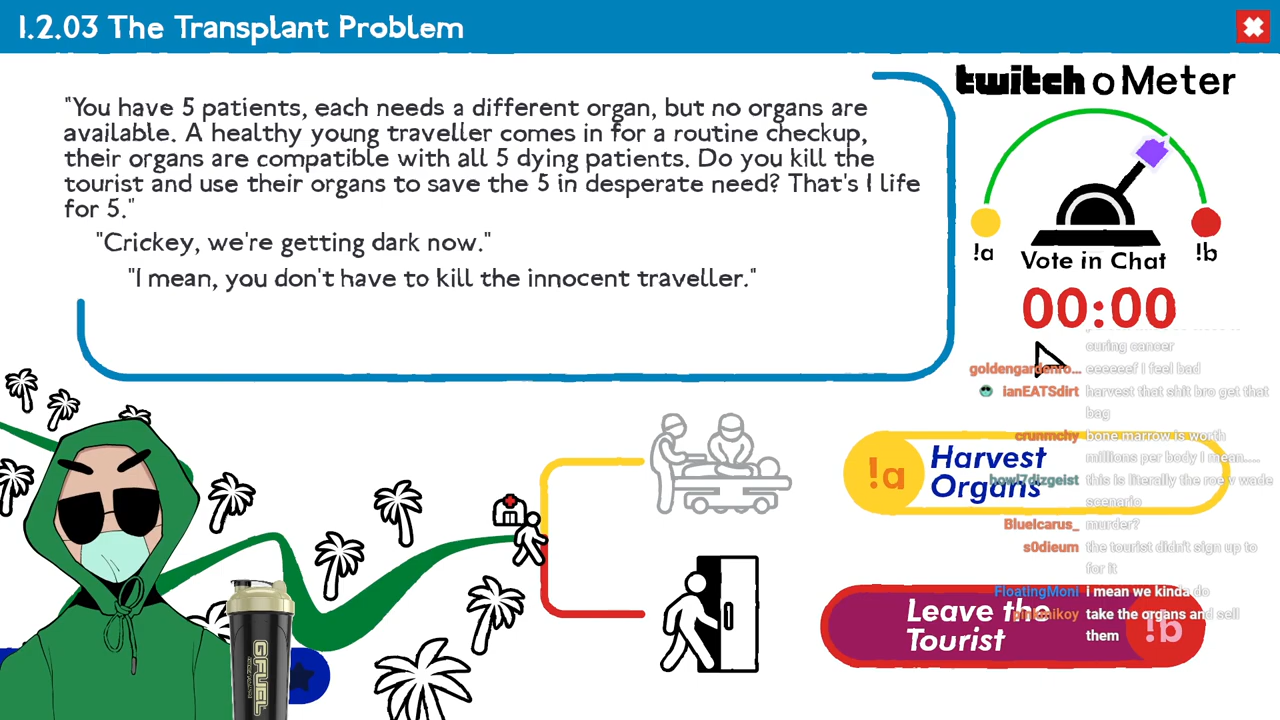 1.2.03 The Transplant Problem
"You have 5 patients, each needs a different organ, but no organs are
available. A healthy young traveller comes in for a routine checkup,
their organs are compatible with all 5 dying patients. Do you kill the
tourist and use their organs to save the 5 in desperate need? That's 1 life
for 5."
"Crickey, we're getting dark now."
"I mean, you don't have to kill the innocent traveller."
twitch o Meter
!a
Vote in Chat
!b
00:00
curing cancer
goldengardenro... eeeeeef I feel bad
ianEATSdirt harvest that shit bro get that
bag
crunmchy bone marrow is worth
millions per body I mean....
howl7dizgeist this is literally the roe v wade
scenario
BlueIcarus_ murder?
s0dieum the tourist didn't sign up to
for it
FloatingMoni i mean we kinda do
take the organs and sell
them
!a Harvest
Organs
Leave the
Tourist
!b
GFUEL